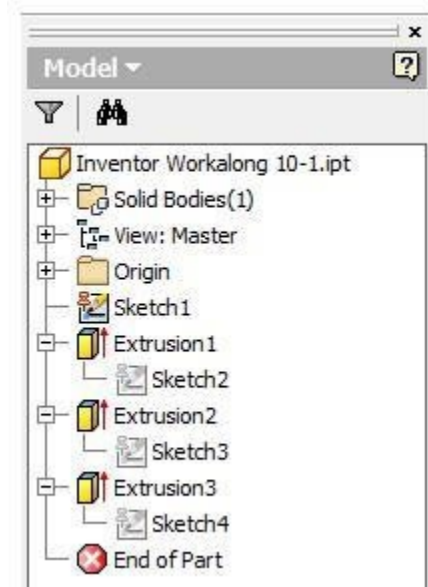 Model
Inventor Workalong 10-1.ipt
Solid Bodies(1)
View: Master
Origin
Sketch1
Extrusion1
Sketch2
Extrusion2
Sketch3
Extrusion3
Sketch4
End of Part